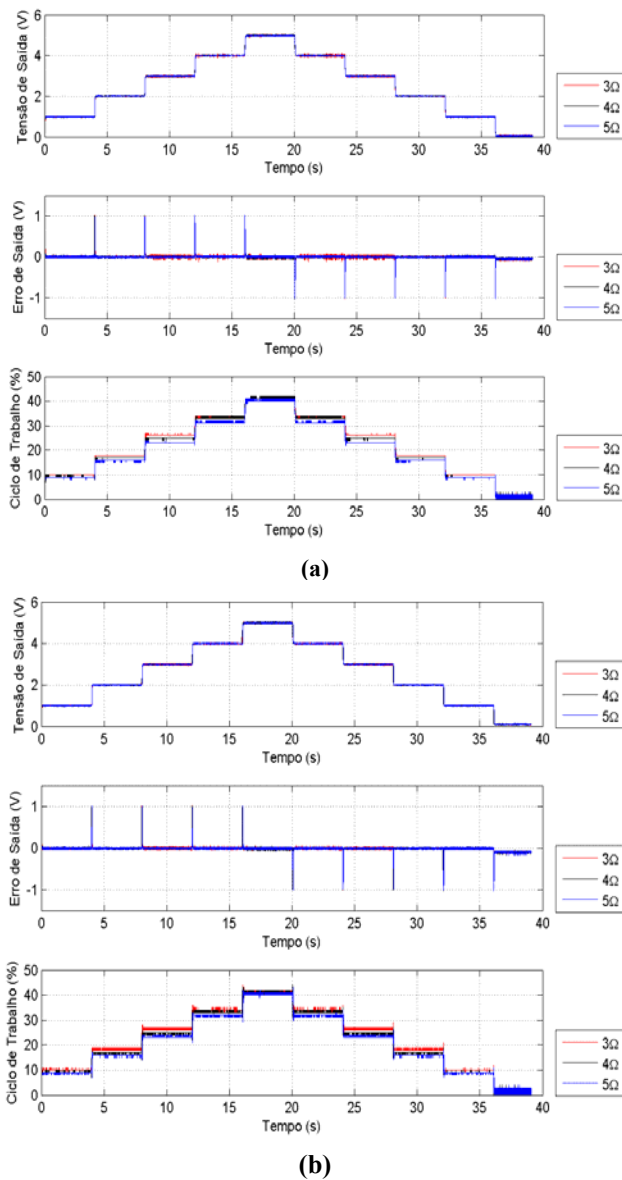 Tensão de Saída (V)
6
4
2
0
0 5 10 15 20 25 30 35 40
Tempo (s)
3Ω
4Ω
5Ω
Erro de Saída (V)
1
0
-1
0 5 10 15 20 25 30 35 40
Tempo (s)
3Ω
4Ω
5Ω
Ciclo de Trabalho (%)
50
40
30
20
10
0
0 5 10 15 20 25 30 35 40
Tempo (s)
3Ω
4Ω
5Ω
(a)
Tensão de Saída (V)
6
4
2
0
0 5 10 15 20 25 30 35 40
Tempo (s)
3Ω
4Ω
5Ω
Erro de Saída (V)
1
0
-1
0 5 10 15 20 25 30 35 40
Tempo (s)
3Ω
4Ω
5Ω
Ciclo de Trabalho (%)
50
40
30
20
10
0
0 5 10 15 20 25 30 35 40
Tempo (s)
3Ω
4Ω
5Ω
(b)